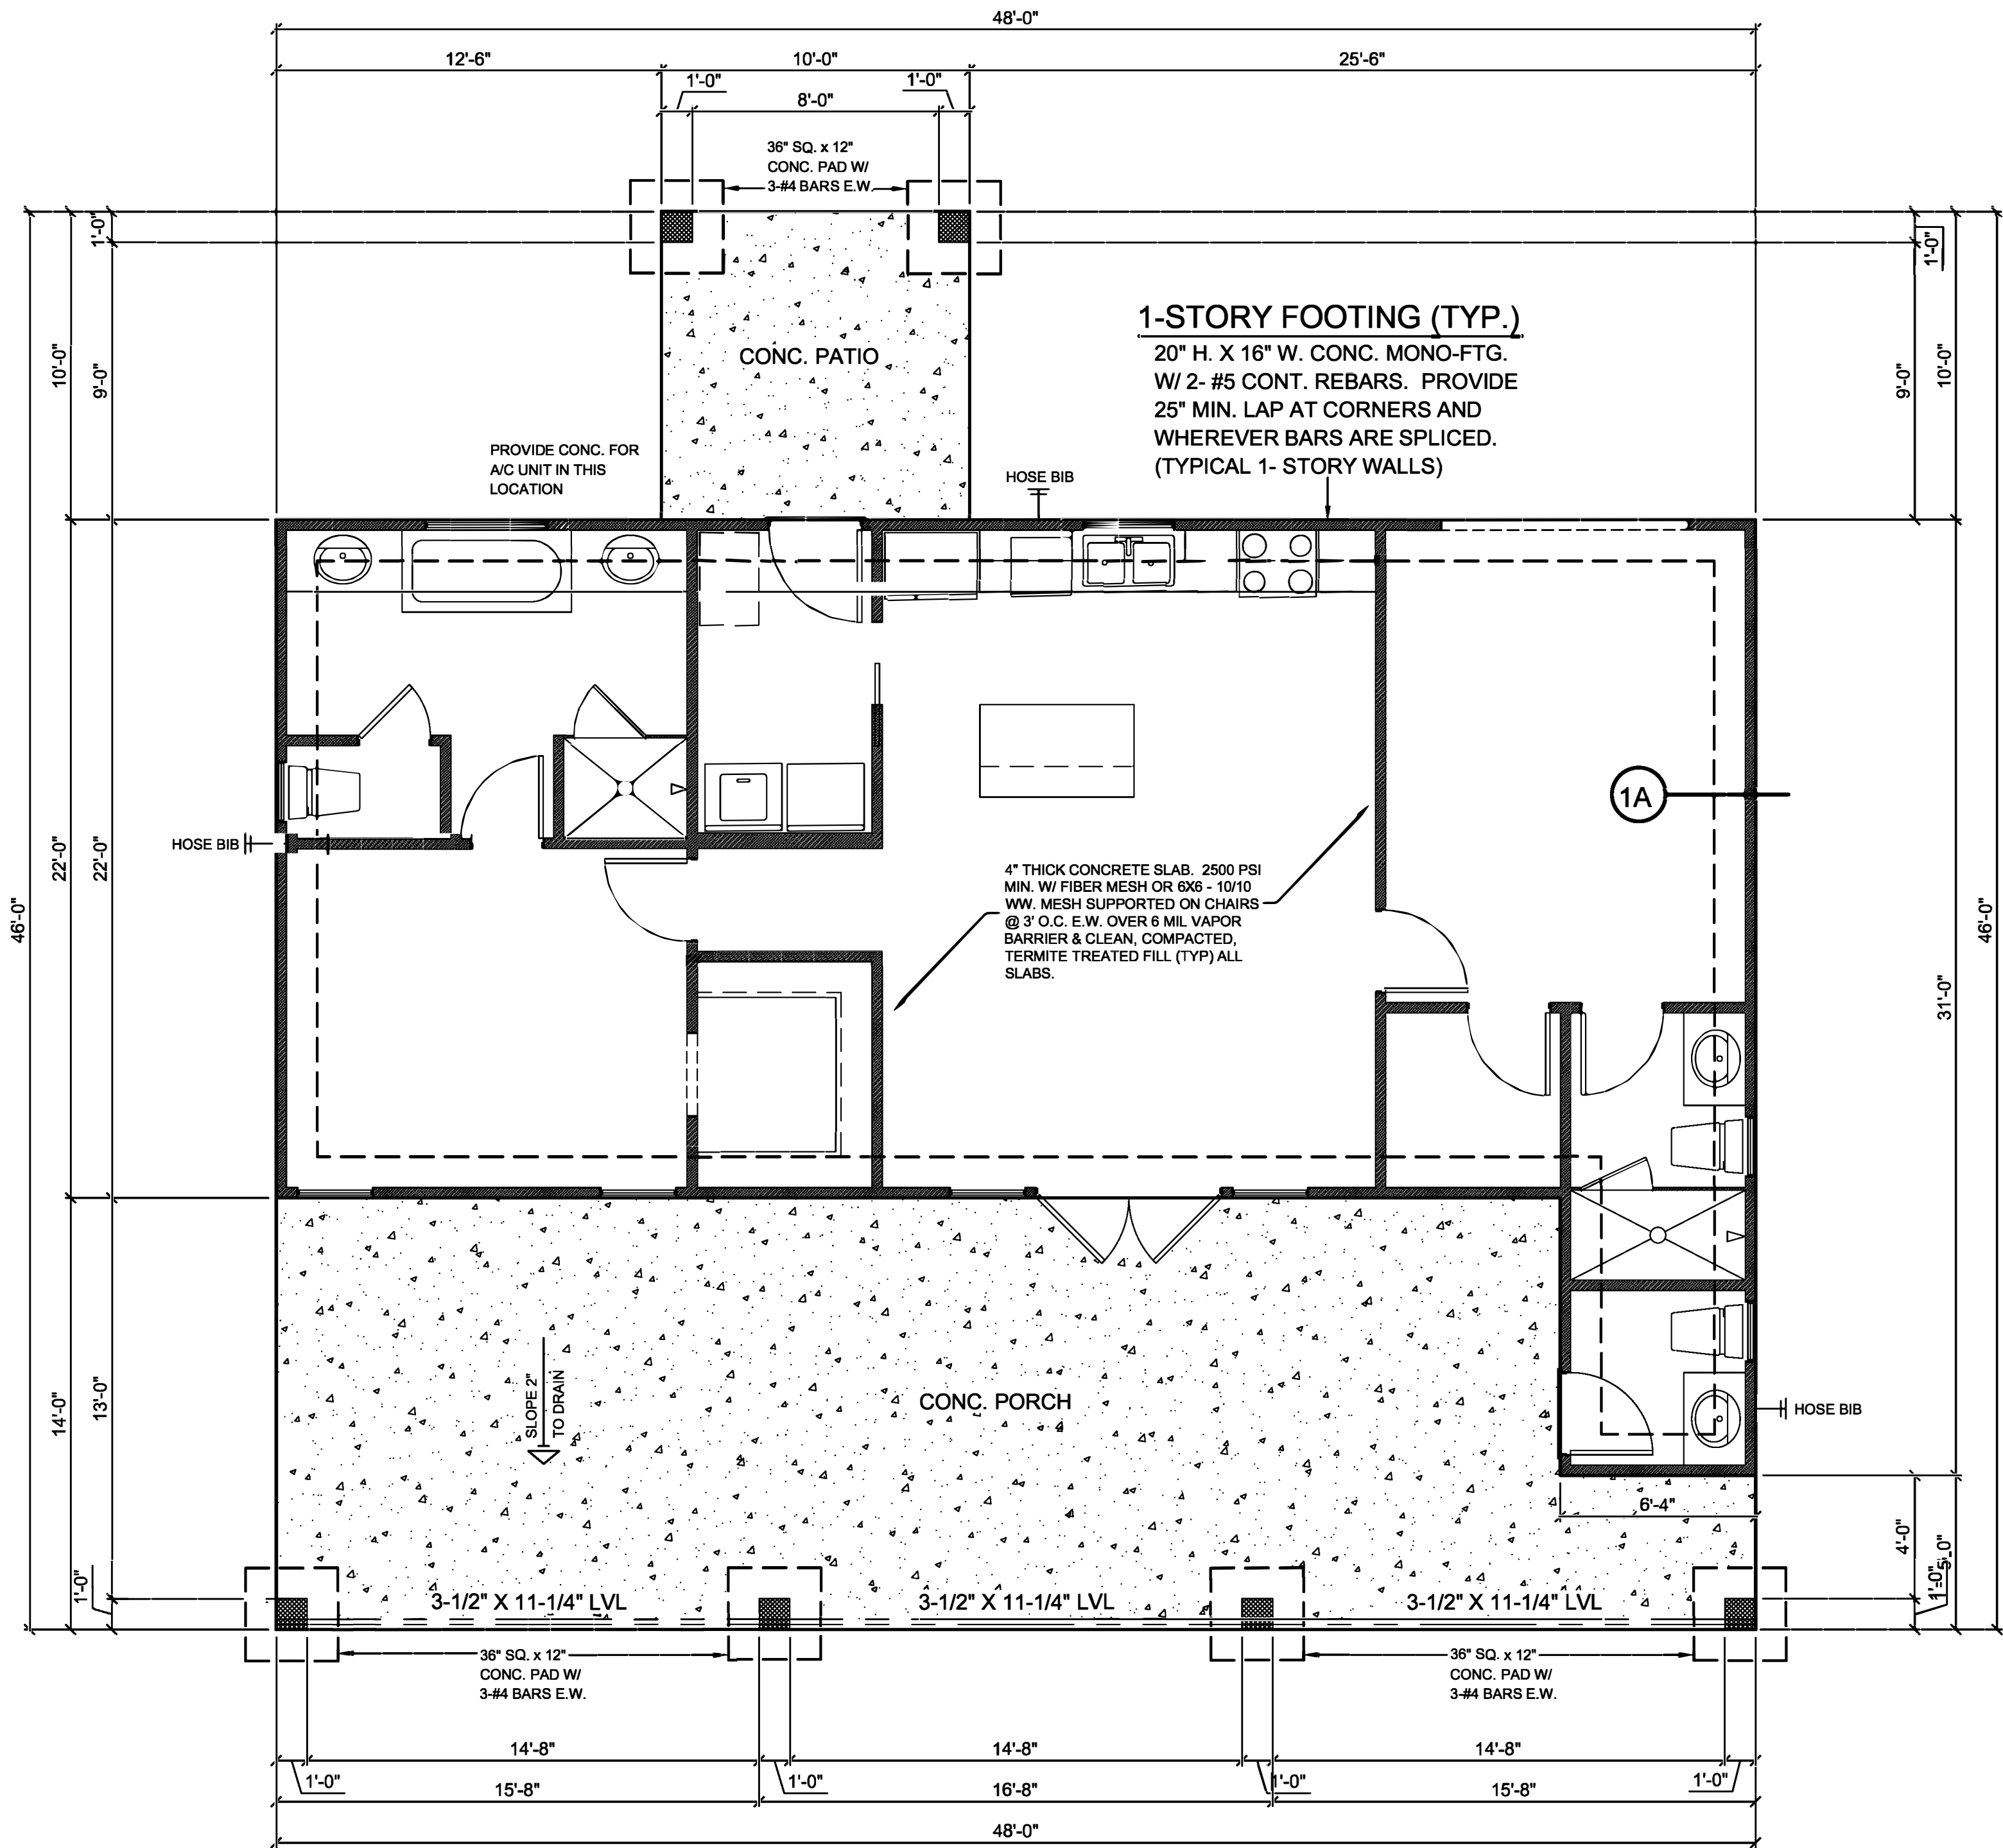 48'-0"
12'-6"
10'-0"
25'-6"
1'-0"
1'-0"
8'-0"
36" SQ. x 12"
CONC. PAD W/
3-#4 BARS E.W.
1'-0"
10'-0"
9'-0"
1'-0"
9'-0"
10'-0"
CONC. PATIO
1-STORY FOOTING (TYP.)
20" H. X 16" W. CONC. MONO-FTG.
W/ 2- #5 CONT. REBARS. PROVIDE
25" MIN. LAP AT CORNERS AND
WHEREVER BARS ARE SPLICED.
(TYPICAL 1- STORY WALLS)
PROVIDE CONC. FOR
A/C UNIT IN THIS
LOCATION
HOSE BIB
1A
HOSE BIB
22'-0"
22'-0"
46'-0"
4" THICK CONCRETE SLAB. 2500 PSI
MIN. W/ FIBER MESH OR 6X6 - 10/10
WW. MESH SUPPORTED ON CHAIRS
@ 3' O.C. E.W. OVER 6 MIL VAPOR
BARRIER & CLEAN, COMPACTED,
TERMITE TREATED FILL (TYP) ALL
SLABS.
31'-0"
46'-0"
14'-0"
13'-0"
1'-0"
SLOPE 2"
TO DRAIN
CONC. PORCH
HOSE BIB
6'-4"
4'-0"
1'-0"
5'-0"
3-1/2" X 11-1/4" LVL
3-1/2" X 11-1/4" LVL
3-1/2" X 11-1/4" LVL
36" SQ. x 12"
CONC. PAD W/
3-#4 BARS E.W.
36" SQ. x 12"
CONC. PAD W/
3-#4 BARS E.W.
14'-8"
14'-8"
14'-8"
1'-0"
1'-0"
1'-0"
1'-0"
15'-8"
16'-8"
15'-8"
48'-0"